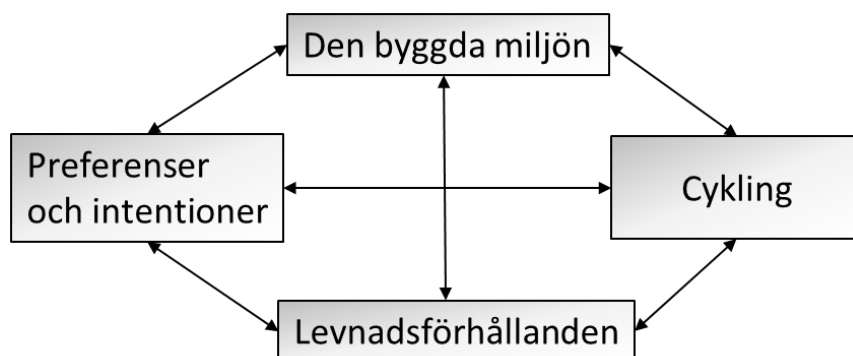 Den byggda miljön
Preferenser
och intentioner
Cykling
Levnadsförhållanden